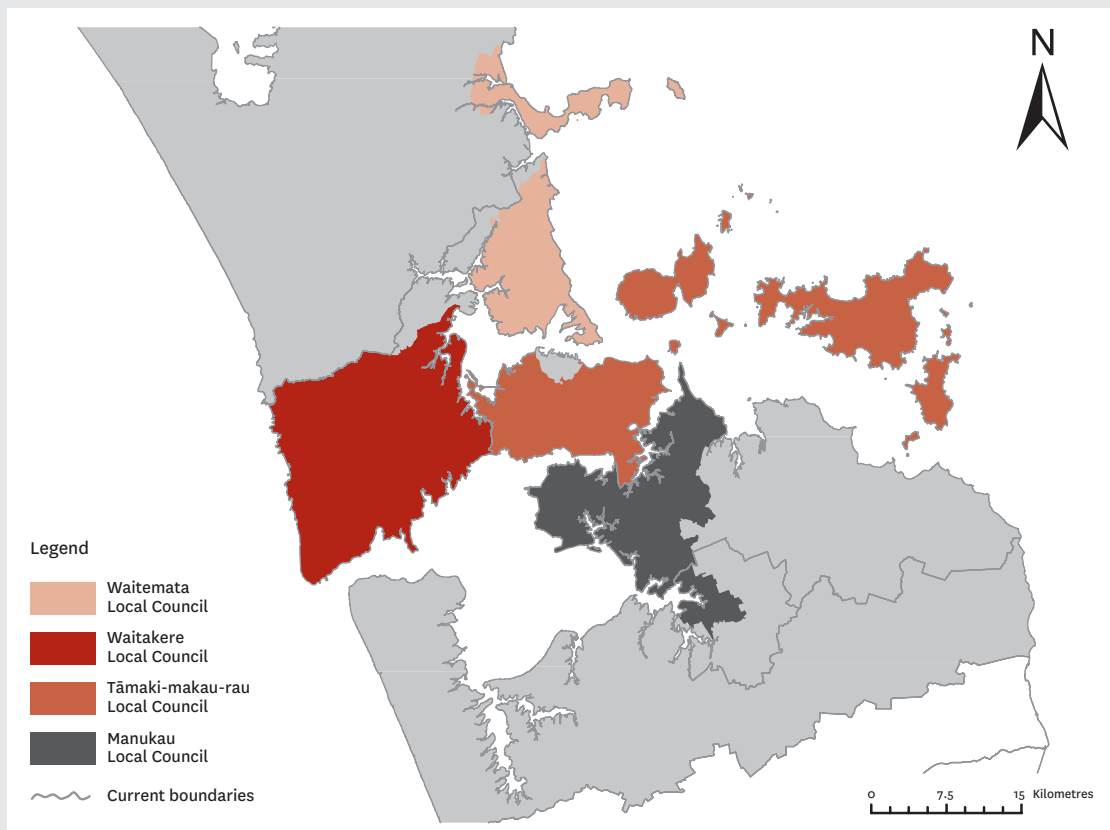 N
Legend
Waitemata
Local Council
Waitakere
Local Council
Tāmaki-makau-rau
Local Council
Manukau
Local Council
Current boundaries
0 7·5 15 Kilometres